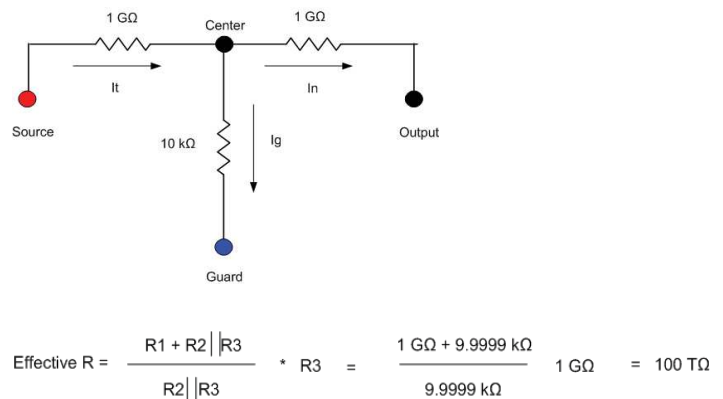 1 GΩ
Center
1 GΩ
It
In
Source
10 kΩ
Ig
Output
Guard
Effective R = R1 + R2||R3 / R2||R3 * R3 = 1 GΩ + 9.9999 kΩ / 9.9999 kΩ 1 GΩ = 100 TΩ